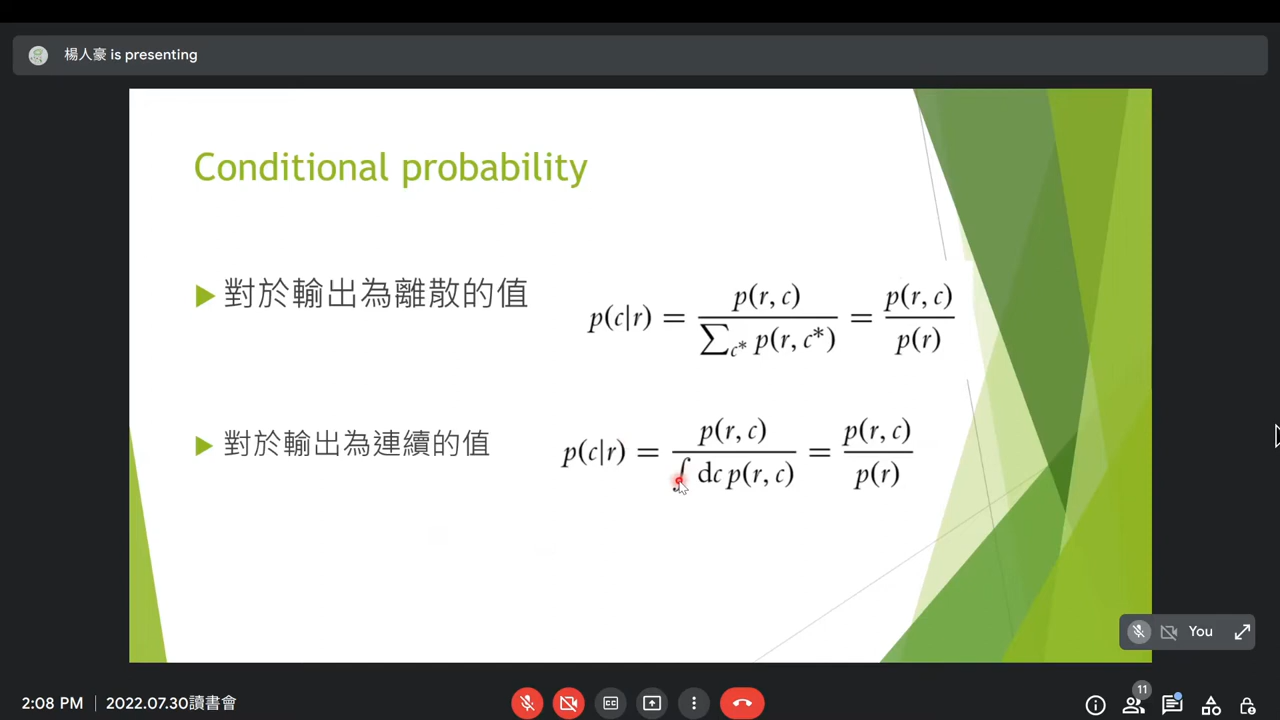 楊人豪 is presenting
Conditional probability
對於輸出為離散的值
p(c|r) = p(r, c) / ∑c* p(r, c*) = p(r, c) / p(r)
對於輸出為連續的值
p(c|r) = p(r, c) / ∫ dc p(r, c) = p(r, c) / p(r)
You
2:08 PM | 2022.07.30讀書會
11